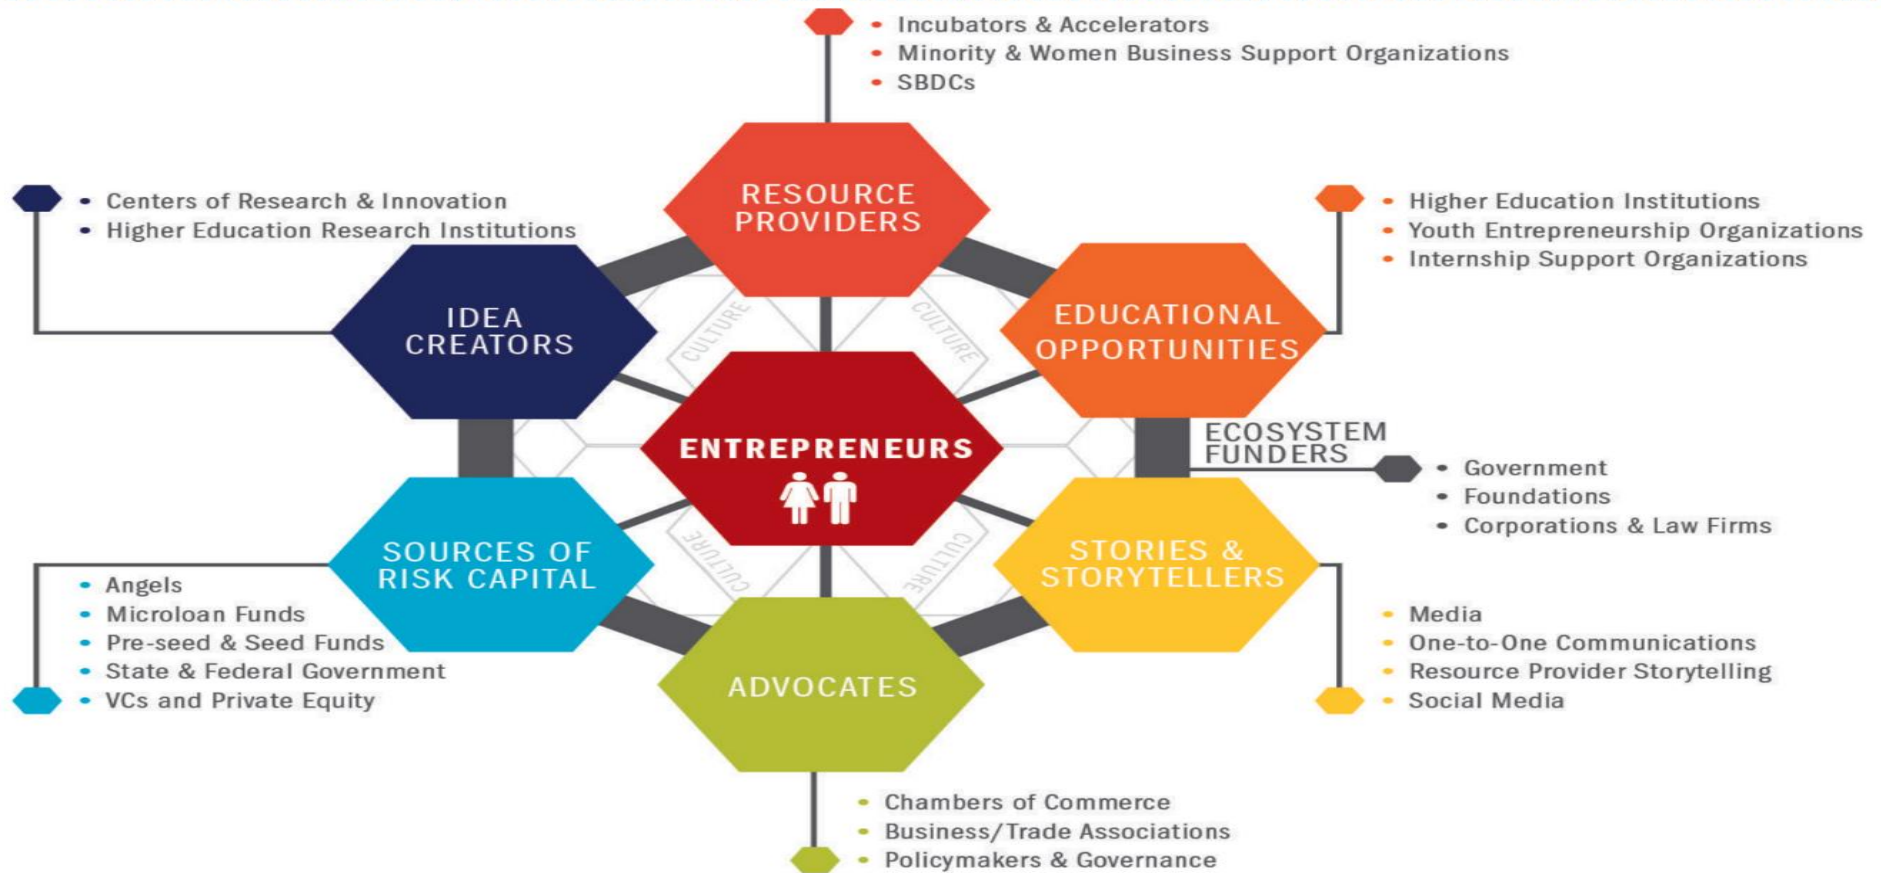 • Incubators & Accelerators
• Minority & Women Business Support Organizations
• SBDCs
RESOURCE
PROVIDERS
• Centers of Research & Innovation
• Higher Education Research Institutions
IDEA
CREATORS
• Higher Education Institutions
• Youth Entrepreneurship Organizations
• Internship Support Organizations
EDUCATIONAL
OPPORTUNITIES
CULTURE
CULTURE
ENTREPRENEURS
ECOSYSTEM
FUNDERS
• Government
• Foundations
• Corporations & Law Firms
CULTURE
CULTURE
SOURCES OF
RISK CAPITAL
• Angels
• Microloan Funds
• Pre-seed & Seed Funds
• State & Federal Government
• VCs and Private Equity
STORIES &
STORYTELLERS
• Media
• One-to-One Communications
• Resource Provider Storytelling
• Social Media
ADVOCATES
• Chambers of Commerce
• Business/Trade Associations
• Policymakers & Governance